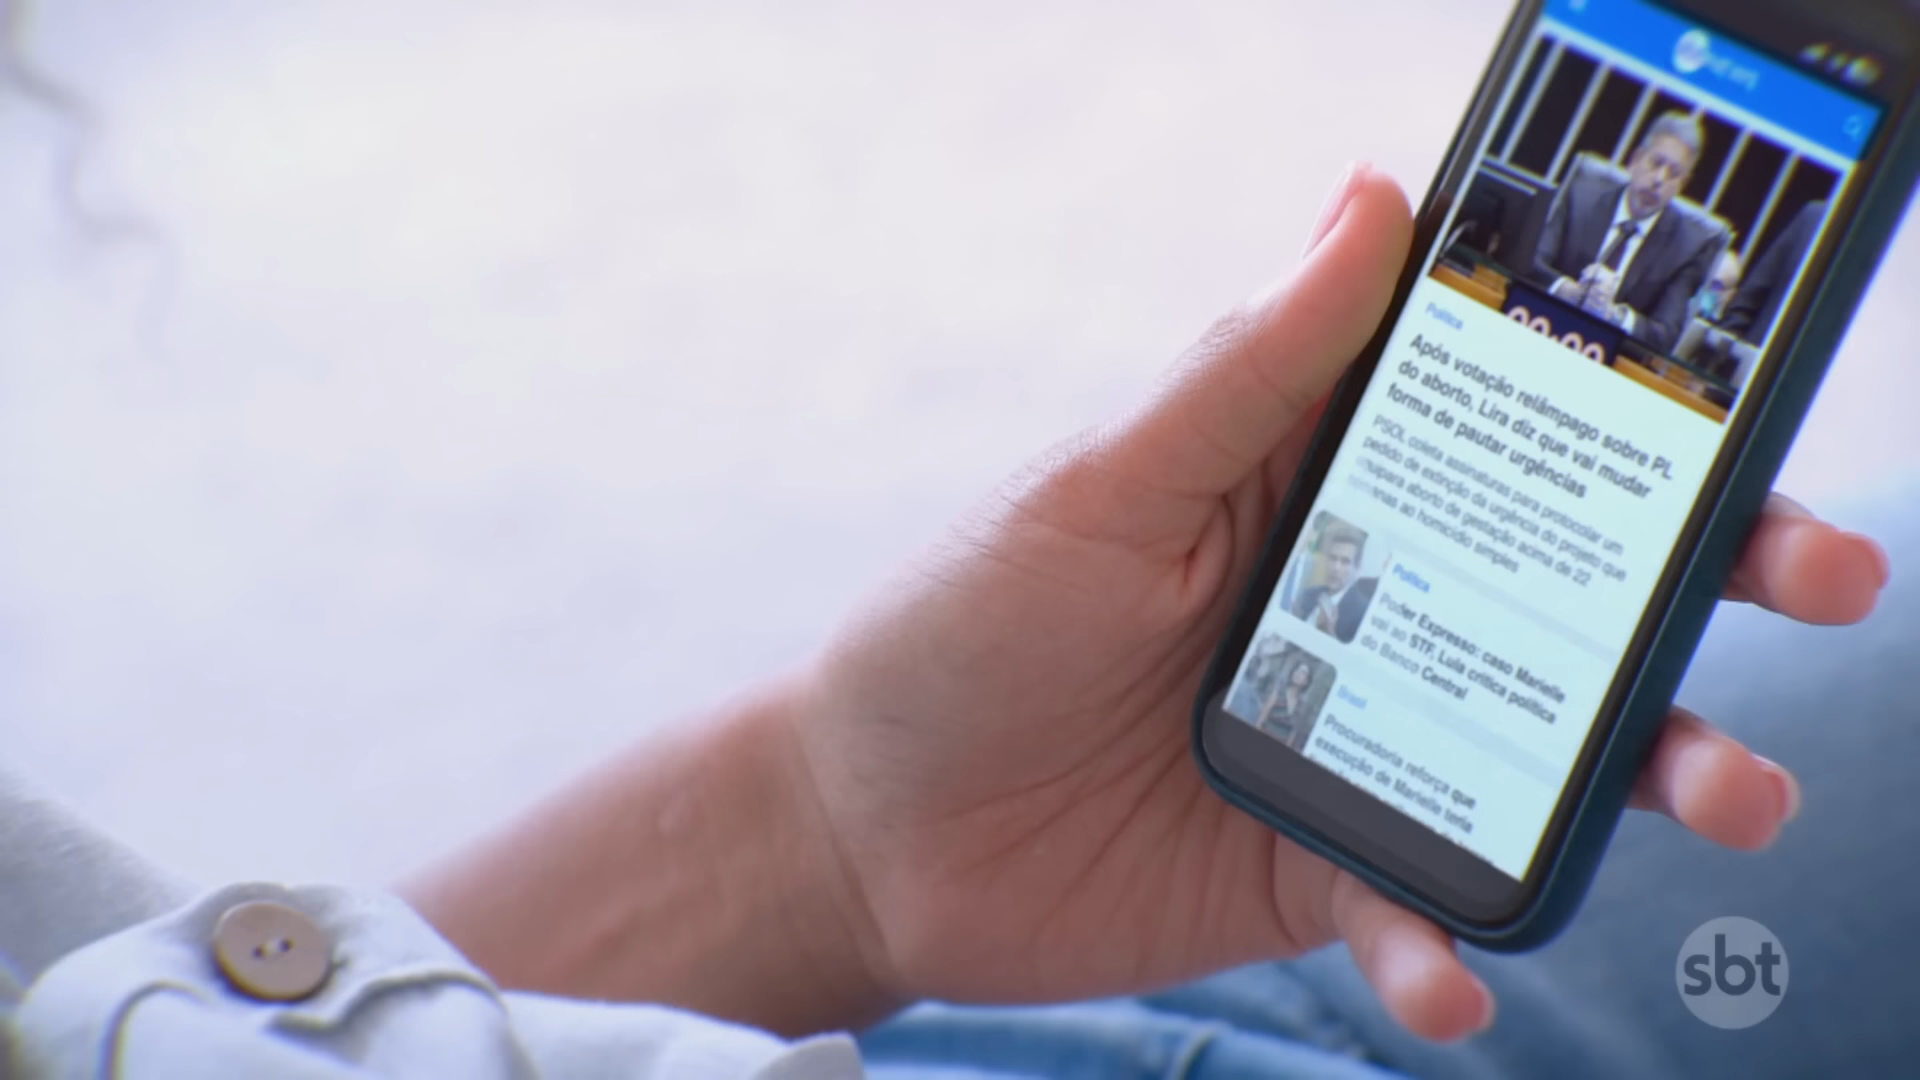 news
Política
00:00
Após votação relâmpago sobre PL
do aborto, Lira diz que vai mudar
forma de pautar urgências
PSOL coleta assinaturas para protocolar um
pedido de extinção da urgência do projeto que
equipara aborto de gestação acima de 22
semanas ao homicídio simples
Política
Poder Expresso: caso Marielle
vai ao STF, Lula critica política
do Banco Central
Brasil
Procuradoria reforça que
execução de Marielle teria
sbt